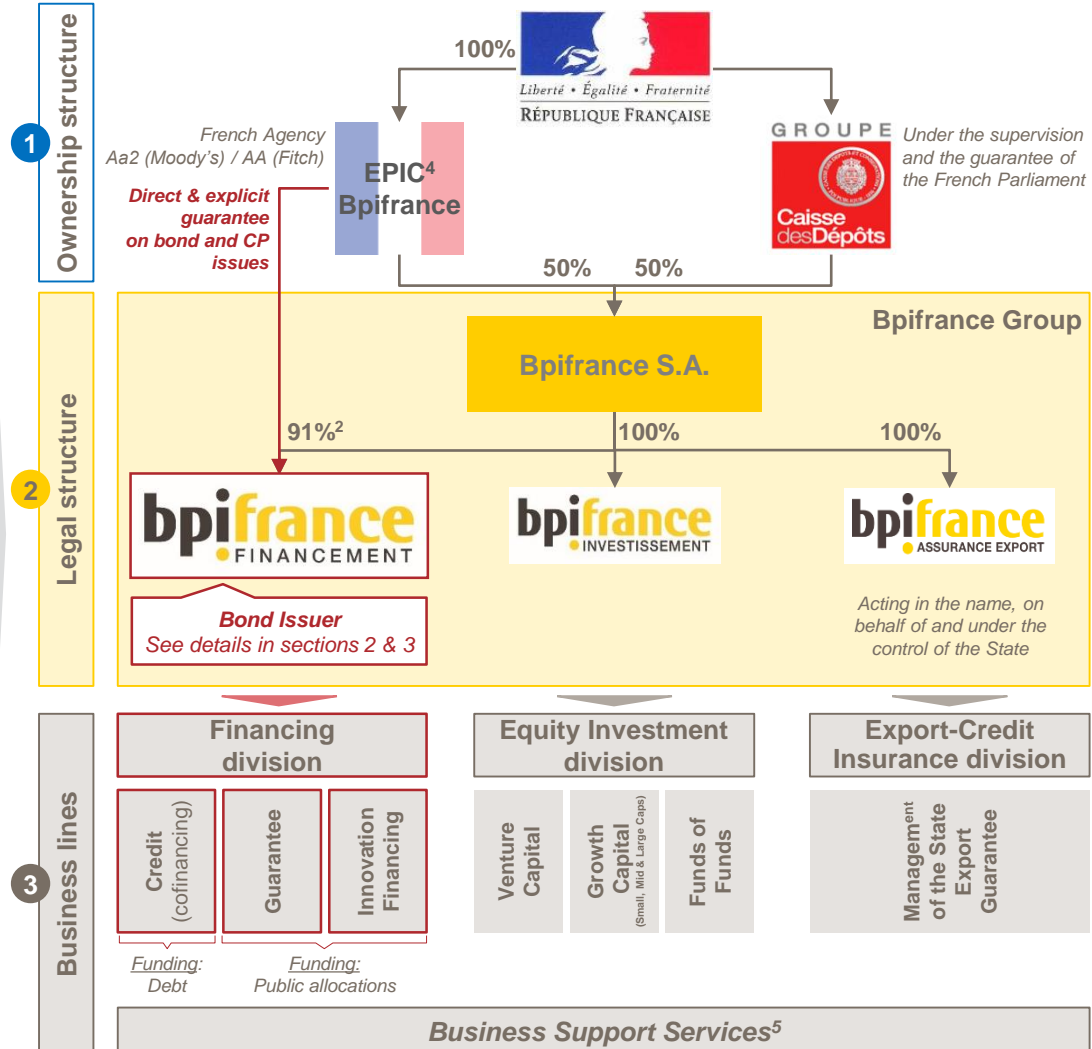 1
Ownership structure
100%
Liberté • Égalité • Fraternité
RÉPUBLIQUE FRANÇAISE
French Agency
Aa2 (Moody's) / AA (Fitch)
EPIC4
Bpifrance
Direct & explicit
guarantee
on bond and CP
issues
GROUPE
Caisse
desDépôts
Under the supervision
and the guarantee of
the French Parliament
50%
50%
2
Legal structure
Bpifrance Group
Bpifrance S.A.
91%2
100%
100%
bpifrance
FINANCEMENT
bpifrance
INVESTISSEMENT
bpifrance
ASSURANCE EXPORT
Bond Issuer
See details in sections 2 & 3
Acting in the name, on
behalf of and under the
control of the State
3
Business lines
Financing
division
Equity Investment
division
Export-Credit
Insurance division
Credit
(cofinancing)
Guarantee
Innovation
Financing
Venture
Capital
Growth
Capital
(Small, Mid & Large Caps)
Funds of
Funds
Management
of the State
Export
Guarantee
Funding:
Debt
Funding:
Public allocations
Business Support Services5